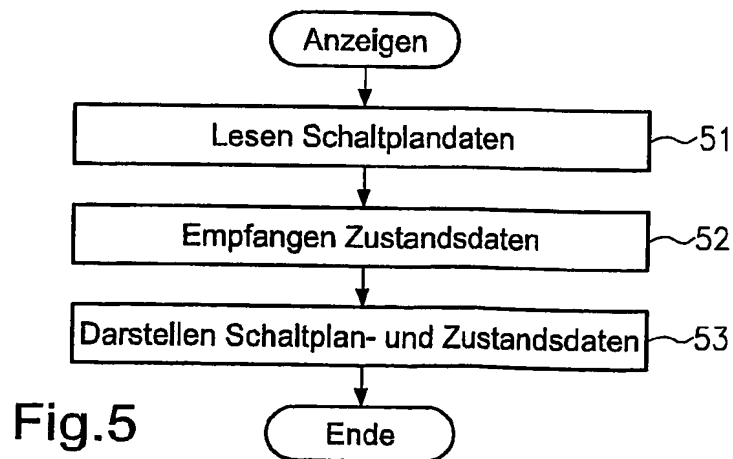 Anzeigen
Lesen Schaltplandaten 51
Empfangen Zustandsdaten 52
Darstellen Schaltplan- und Zustandsdaten 53
Ende
Fig.5